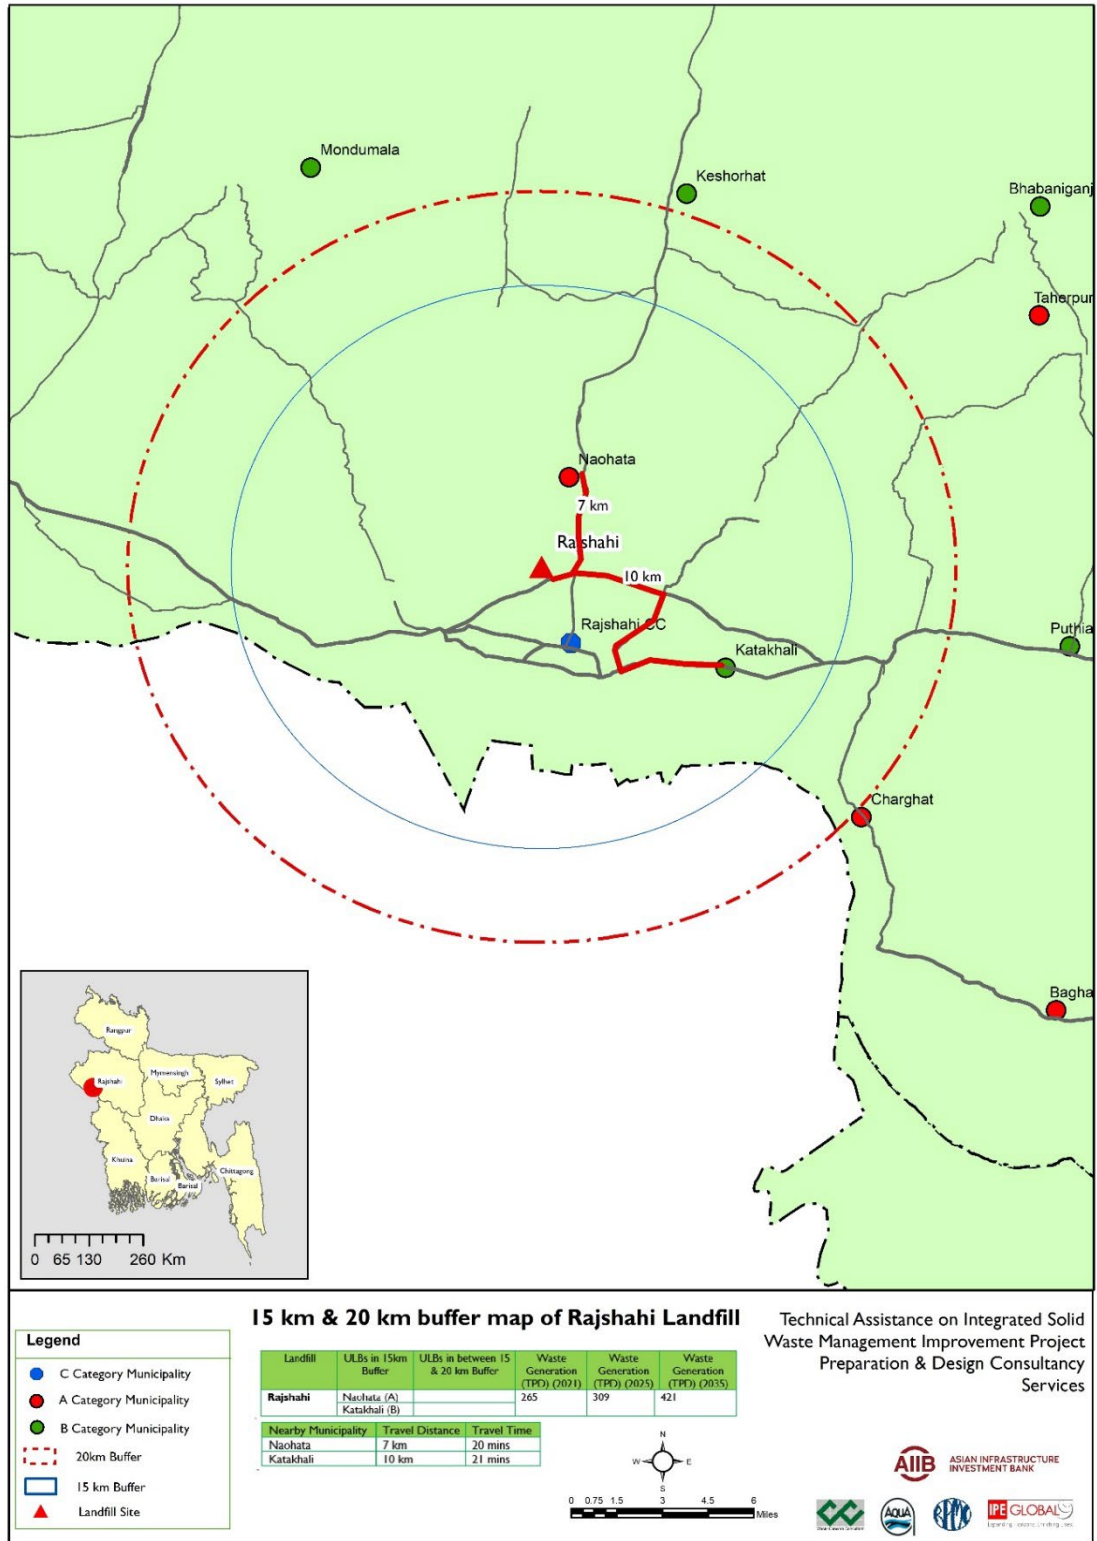 Mondumala
Keshorhat
Bhabaniganj
Taherpur
Naohata
7 km
Rajshahi
10 km
Rajshahi CC
Katakhali
Puthia
Charghat
Bagha
Rangpur
Rajshahi
Mymensingh
Sylhet
Dhaka
Khulna
Barisal
Barisal
Chittagong
0 65 130 260 Km
15 km & 20 km buffer map of Rajshahi Landfill
Legend
C Category Municipality
A Category Municipality
B Category Municipality
20km Buffer
15 km Buffer
Landfill Site
Landfill ULBs in 15km Buffer ULBs in between 15 & 20 km Buffer Waste Generation (TPD) (2021) Waste Generation (TPD) (2025) Waste Generation (TPD) (2035)
Rajshahi Naohata (A) 265 309 421
Katakhali (B)
Nearby Municipality Travel Distance Travel Time
Naohata 7 km 20 mins
Katakhali 10 km 21 mins
N
W E
S
0 0.75 1.5 3 4.5 6
Miles
Technical Assistance on Integrated Solid
Waste Management Improvement Project
Preparation & Design Consultancy
Services
AIIB ASIAN INFRASTRUCTURE
INVESTMENT BANK
AQUA
IPE GLOBAL